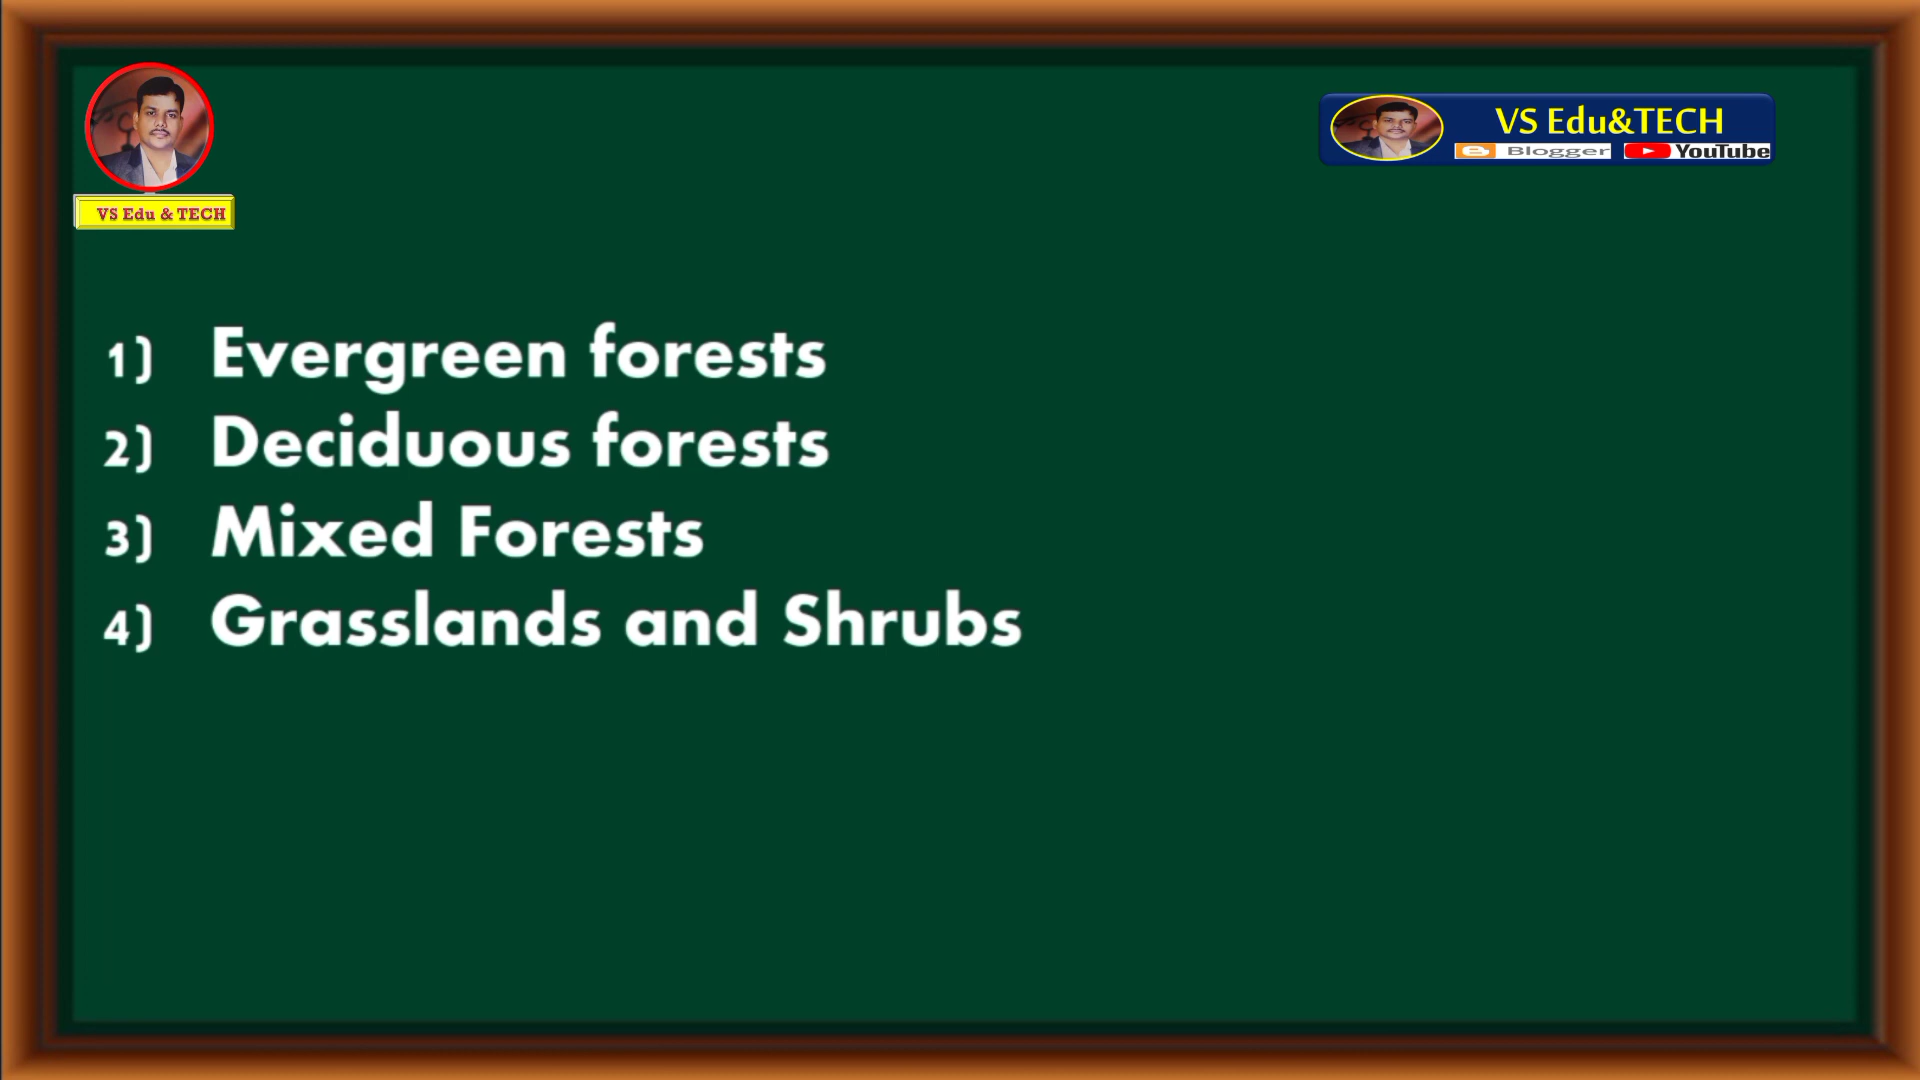 VS Edu&TECH
Blogger YouTube
VS Edu & TECH
1) Evergreen forests
2) Deciduous forests
3) Mixed Forests
4) Grasslands and Shrubs